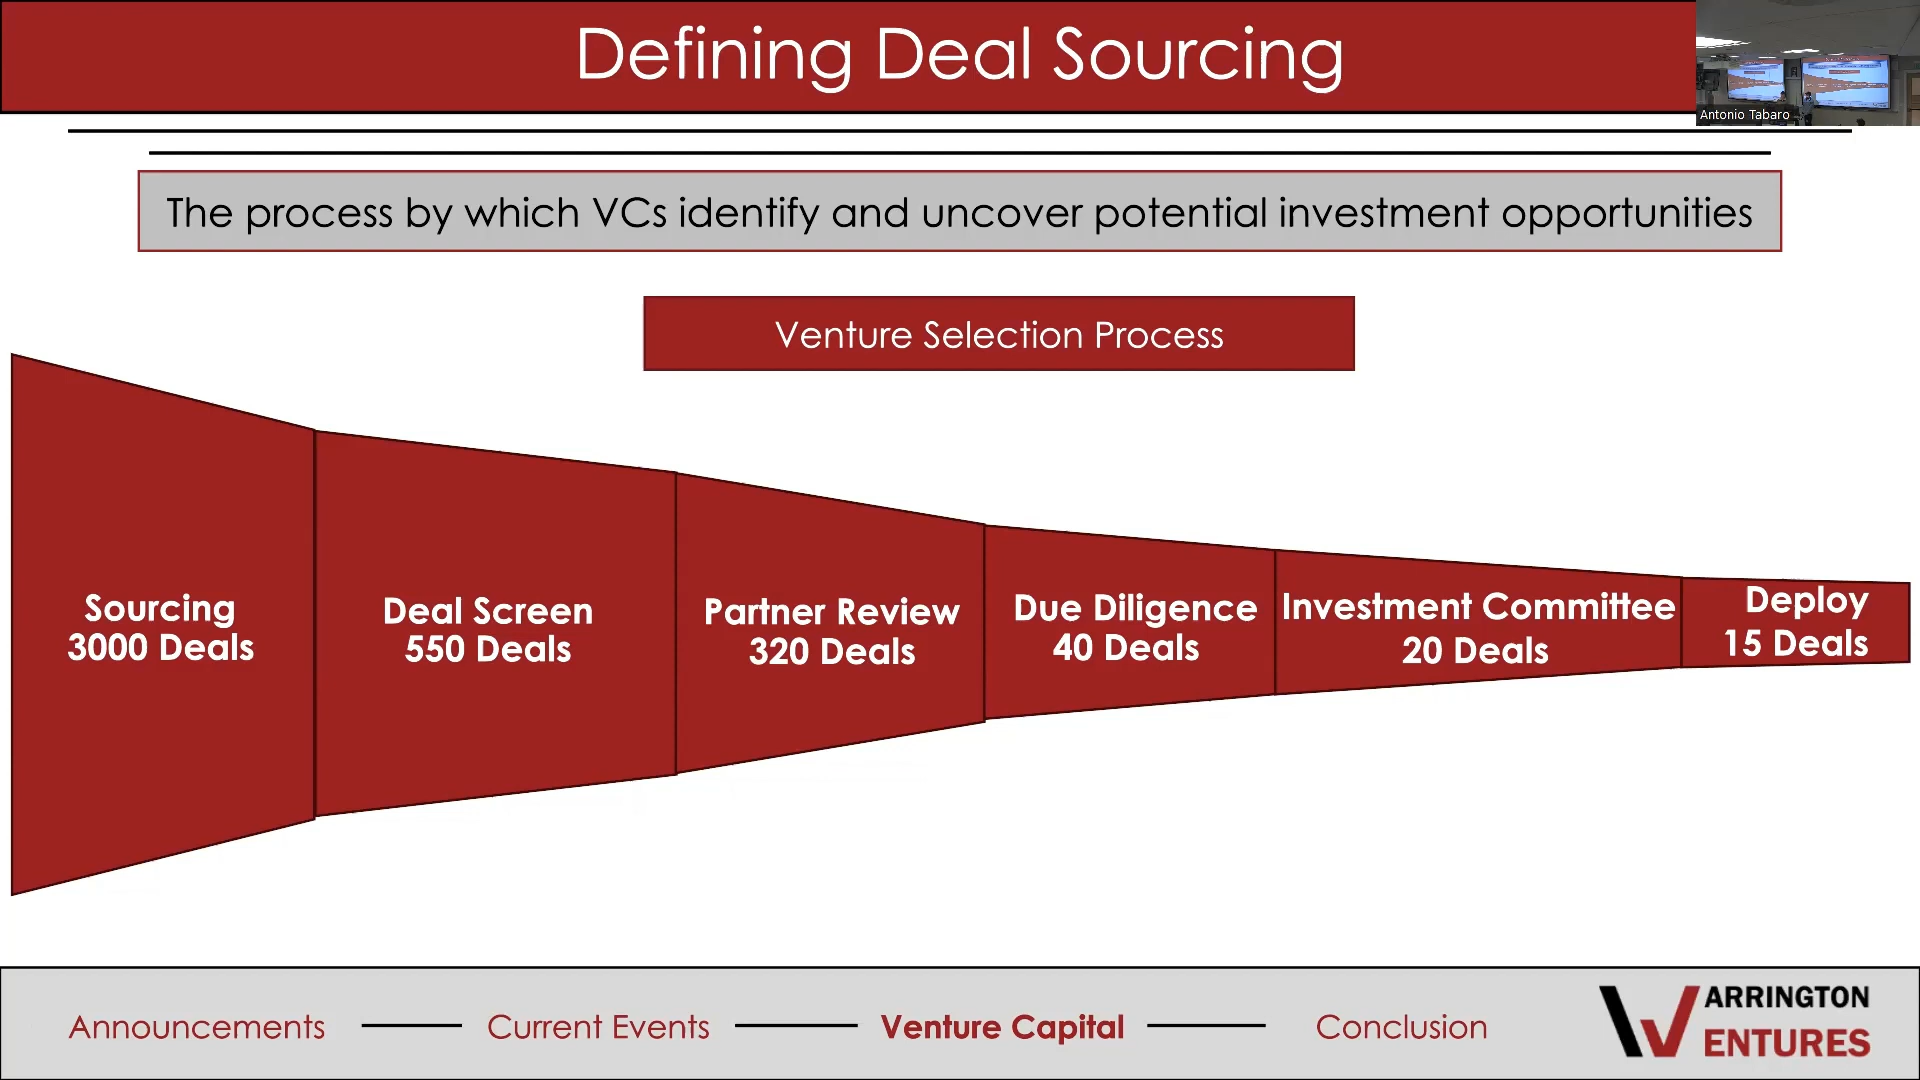 Defining Deal Sourcing
Antonio Tabaro
The process by which VCs identify and uncover potential investment opportunities
Venture Selection Process
Sourcing
3000 Deals
Deal Screen
550 Deals
Partner Review
320 Deals
Due Diligence
40 Deals
Investment Committee
20 Deals
Deploy
15 Deals
Announcements
Current Events
Venture Capital
Conclusion
WARRINGTON
VENTURES